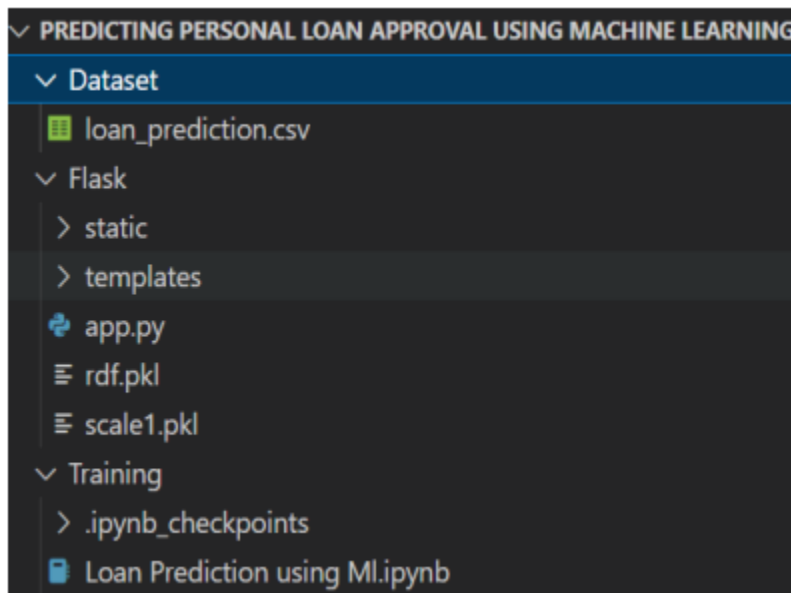 PREDICTING PERSONAL LOAN APPROVAL USING MACHINE LEARNING
Dataset
loan_prediction.csv
Flask
static
templates
app.py
rdf.pkl
scale1.pkl
Training
.ipynb_checkpoints
Loan Prediction using Ml.ipynb